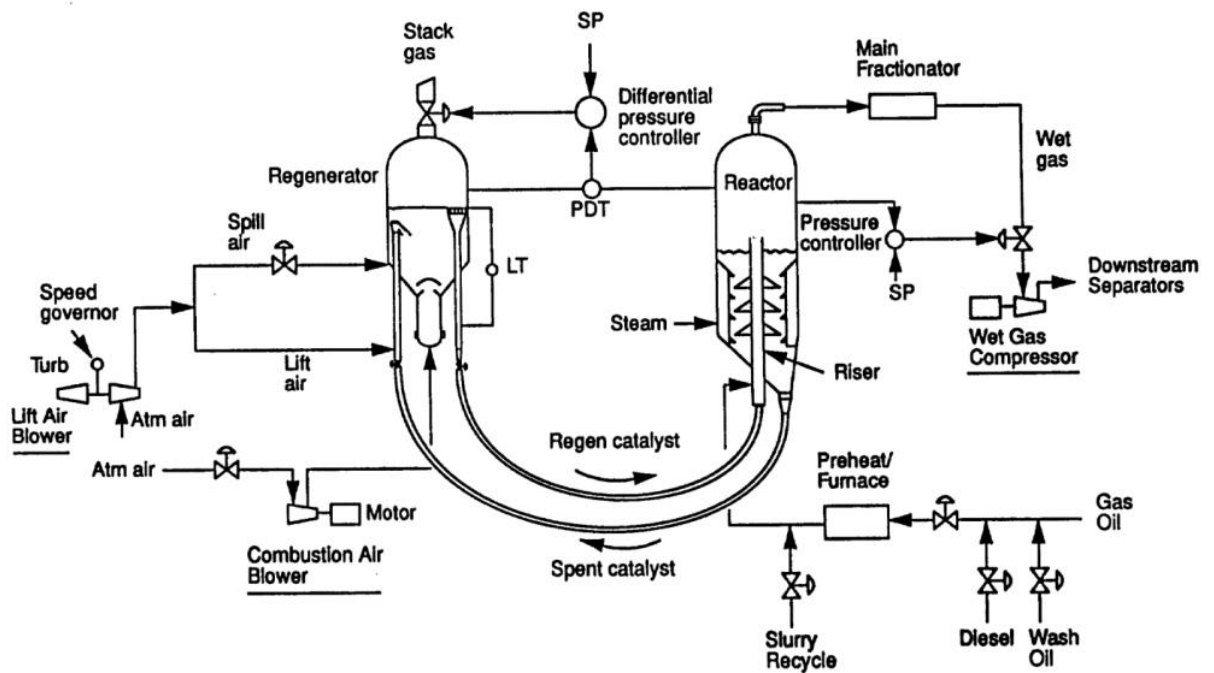 Stack
gas
SP
Differential
pressure
controller
Main
Fractionator
Wet
gas
Regenerator
PDT
Reactor
Pressure
controller
SP
Spill
air
LT
Speed
governor
Turb
Lift
air
Lift Air
Blower
Atm air
Steam
Riser
Downstream
Separators
Wet Gas
Compressor
Atm air
Motor
Combustion Air
Blower
Regen catalyst
Spent catalyst
Preheat/
Furnace
Gas
Oil
Slurry
Recycle
Diesel
Wash
Oil